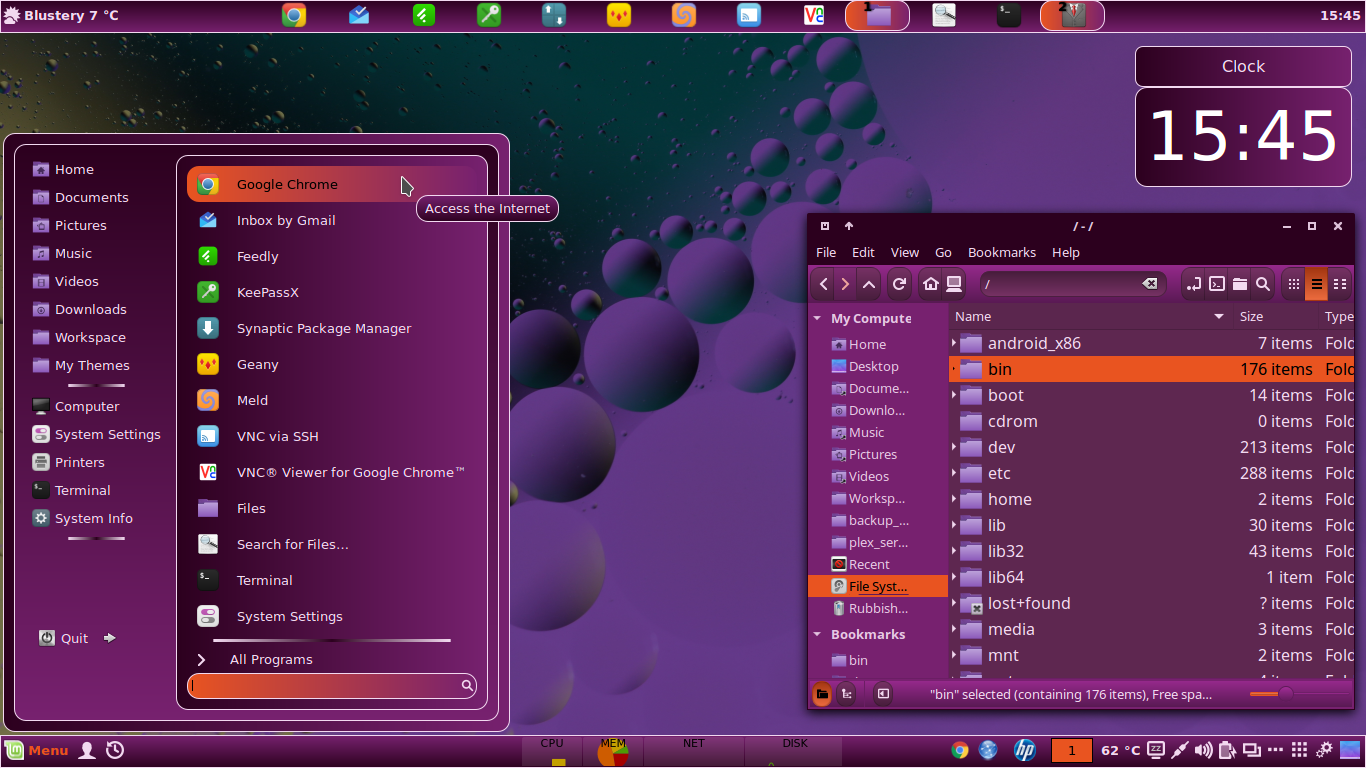 Blustery 7 °C
1
2
15:45
Clock
15:45
Home
Documents
Pictures
Music
Videos
Downloads
Workspace
My Themes
Computer
System Settings
Printers
Terminal
System Info
Quit
Google Chrome
Access the Internet
Inbox by Gmail
Feedly
KeePassX
Synaptic Package Manager
Geany
Meld
VNC via SSH
VNC® Viewer for Google Chrome™
Files
Search for Files...
Terminal
System Settings
All Programs
/ - /
File Edit View Go Bookmarks Help
/
My Compute
Home
Desktop
Docume...
Downlo...
Music
Pictures
Videos
Worksp...
backup_...
plex_ser...
Recent
File Syst...
Rubbish...
Bookmarks
bin
Name Size Type
android_x86 7 items Fold
bin 176 items Fold
boot 14 items Fold
cdrom 0 items Fold
dev 213 items Fold
etc 288 items Fold
home 2 items Fold
lib 30 items Fold
lib32 43 items Fold
lib64 1 item Fold
lost+found ? items Fold
media 3 items Fold
mnt 2 items Fold
"bin" selected (containing 176 items), Free spa...
Menu
CPU MEM NET DISK
hp
1
62 °C